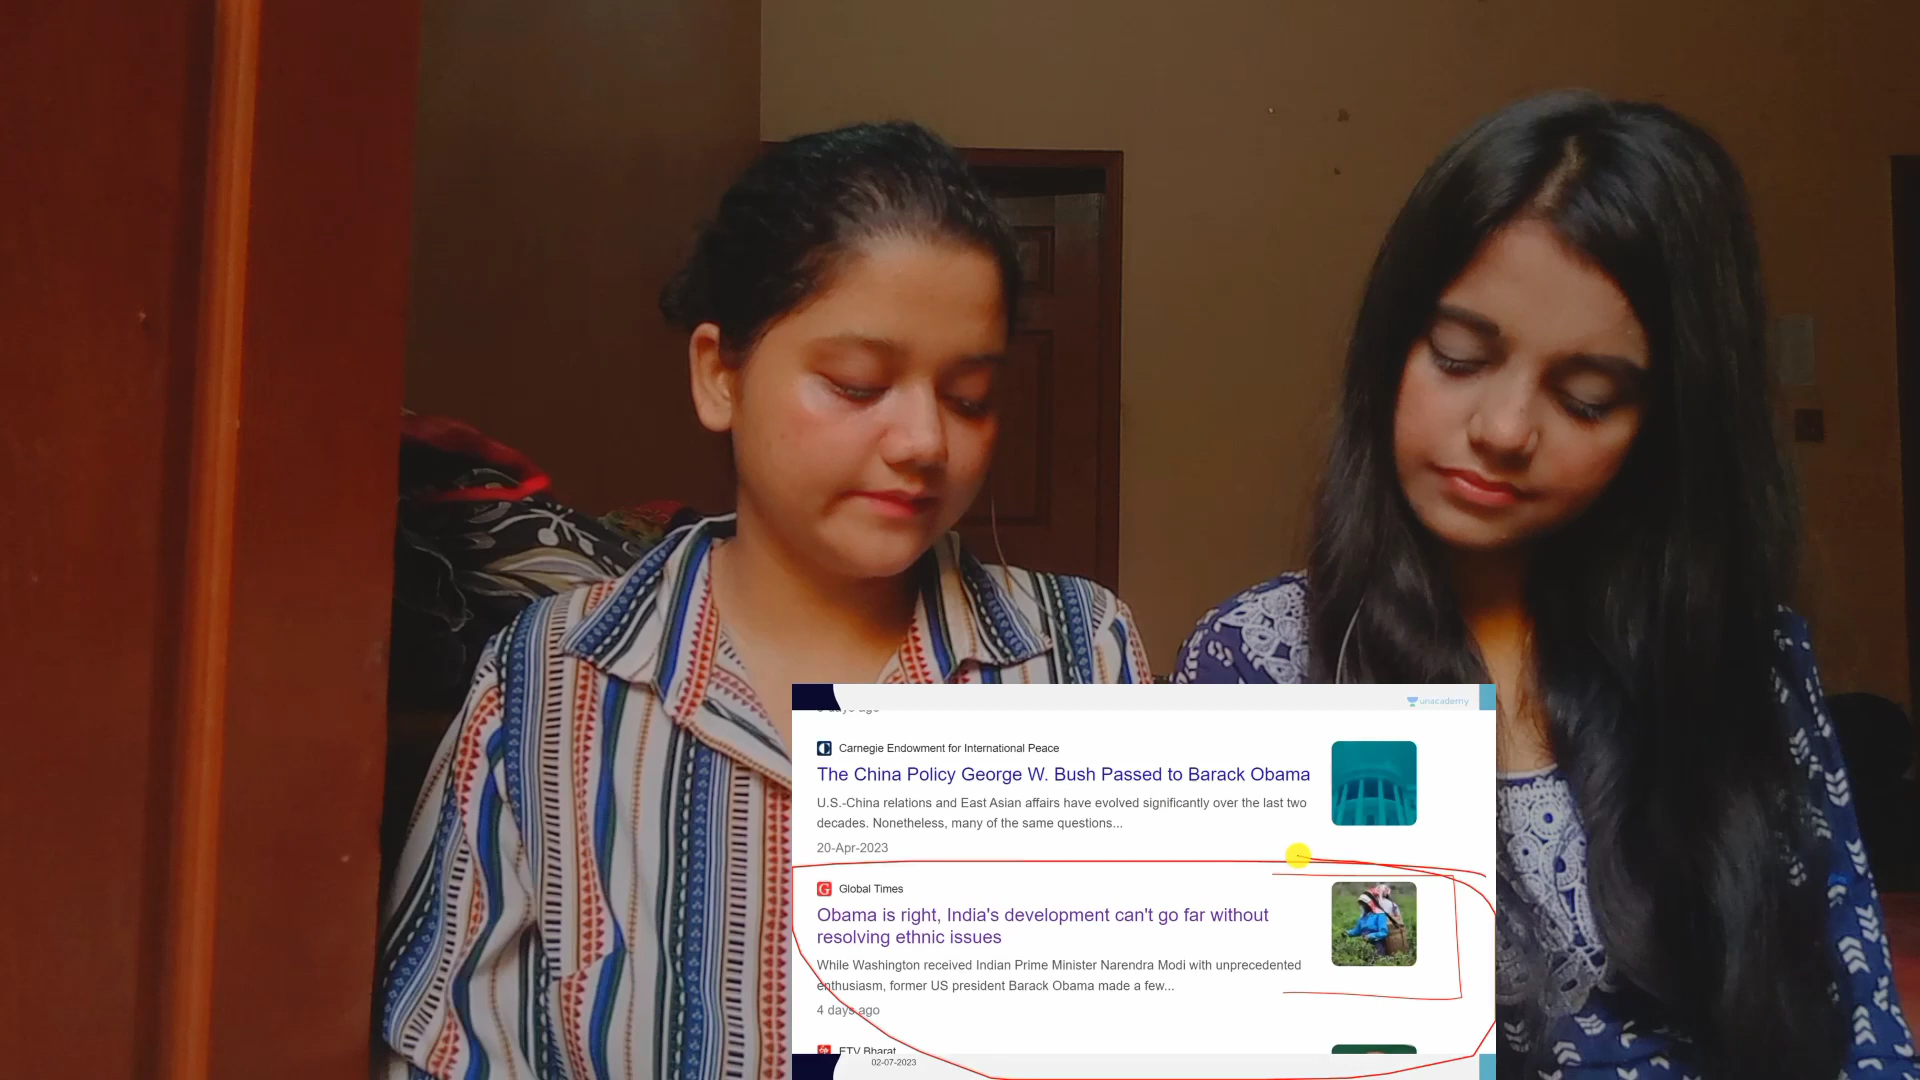 unacademy
days ago
Carnegie Endowment for International Peace
The China Policy George W. Bush Passed to Barack Obama
U.S.-China relations and East Asian affairs have evolved significantly over the last two
decades. Nonetheless, many of the same questions...
20-Apr-2023
G Global Times
Obama is right, India's development can't go far without
resolving ethnic issues
While Washington received Indian Prime Minister Narendra Modi with unprecedented
enthusiasm, former US president Barack Obama made a few...
4 days ago
ETV Bharat
02-07-2023